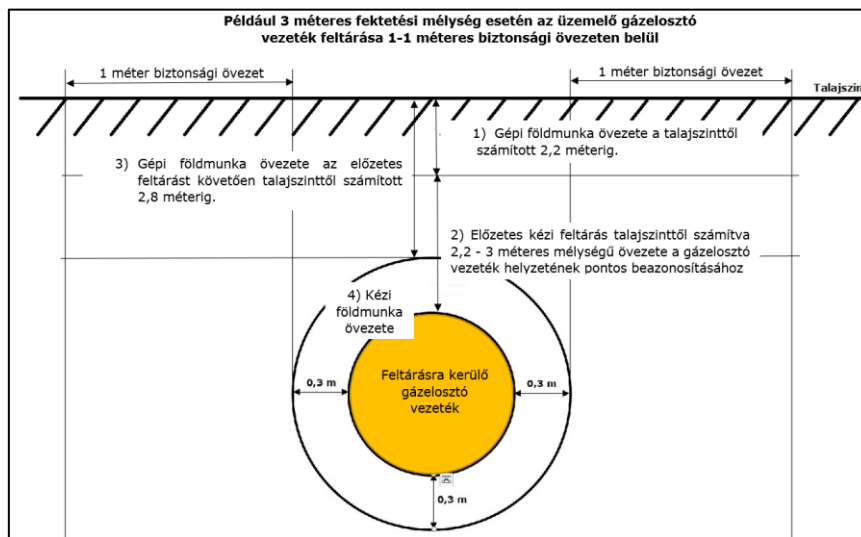 Például 3 méteres fektetési mélység esetén az üzemelő gázelosztó
vezeték feltárása 1-1 méteres biztonsági övezeten belül
1 méter biztonsági övezet
1 méter biztonsági övezet
Talajszin
1) Gépi földmunka övezete a talajszinttől
számított 2,2 méterig.
3) Gépi földmunka övezete az előzetes
feltárást követően talajszinttől számított
2,8 méterig.
2) Előzetes kézi feltárás talajszinttől számítva
2,2 - 3 méteres mélységű övezete a gázelosztó
vezeték helyzetének pontos beazonosításához
4) Kézi
földmunka
övezete
Feltárásra kerülő
gázelosztó
vezeték
0,3 m
0,3 m
0,3 m